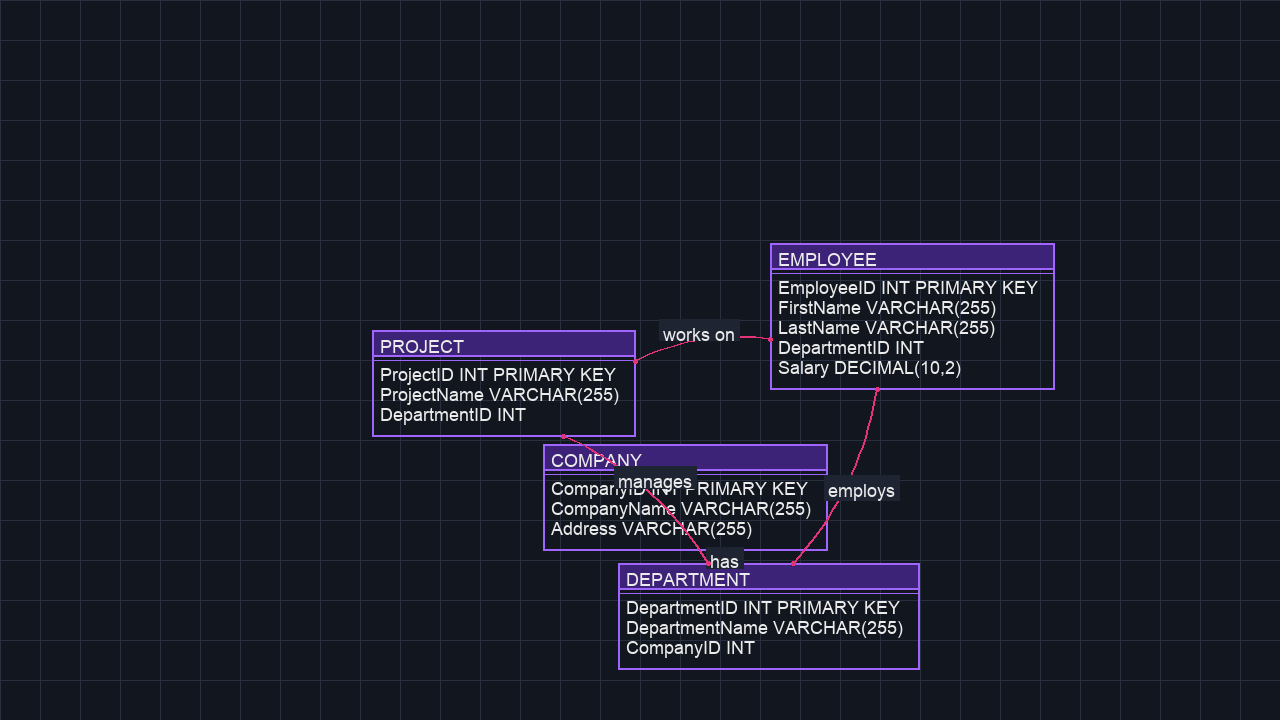 EMPLOYEE
EmployeeID INT PRIMARY KEY
FirstName VARCHAR(255)
LastName VARCHAR(255)
DepartmentID INT
Salary DECIMAL(10,2)
works on
PROJECT
ProjectID INT PRIMARY KEY
ProjectName VARCHAR(255)
DepartmentID INT
COMPANY
manages
CompanyID INT PRIMARY KEY
CompanyName VARCHAR(255)
Address VARCHAR(255)
employs
has
DEPARTMENT
DepartmentID INT PRIMARY KEY
DepartmentName VARCHAR(255)
CompanyID INT